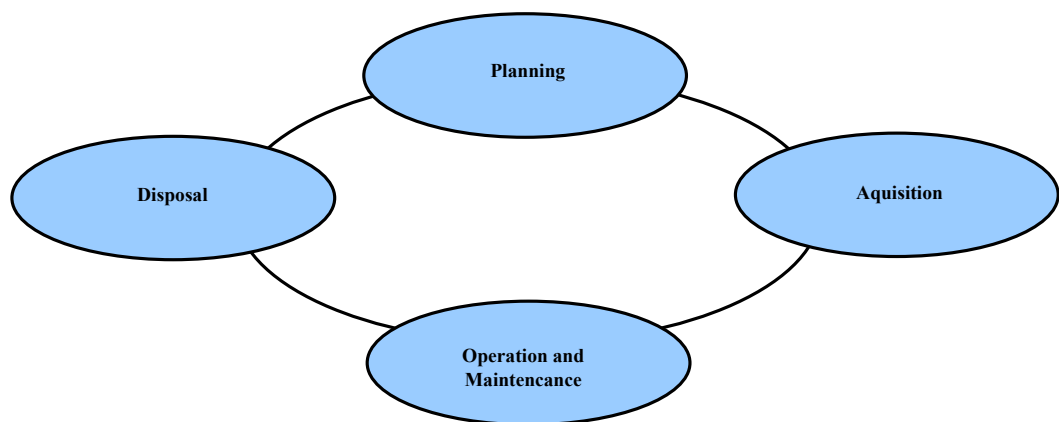 Planning
Disposal
Aquisition
Operation and
Maintencance